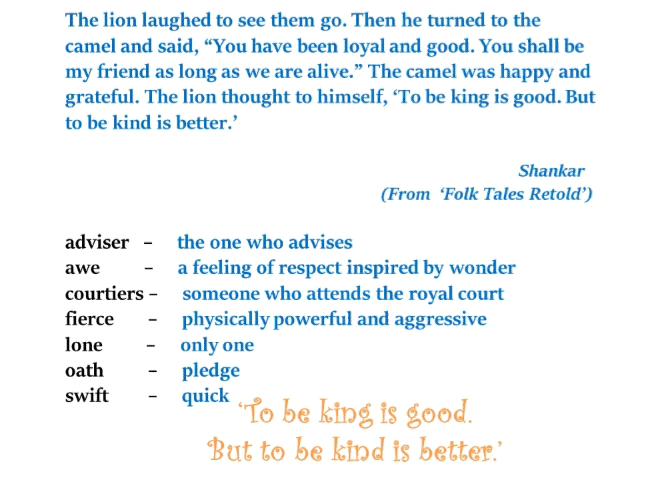 The lion laughed to see them go. Then he turned to the
camel and said, “You have been loyal and good. You shall be
my friend as long as we are alive.” The camel was happy and
grateful. The lion thought to himself, ‘To be king is good. But
to be kind is better.’
Shankar
(From ‘Folk Tales Retold’)
adviser – the one who advises
awe – a feeling of respect inspired by wonder
courtiers – someone who attends the royal court
fierce – physically powerful and aggressive
lone – only one
oath – pledge
swift – quick
‘To be king is good.
But to be kind is better.’